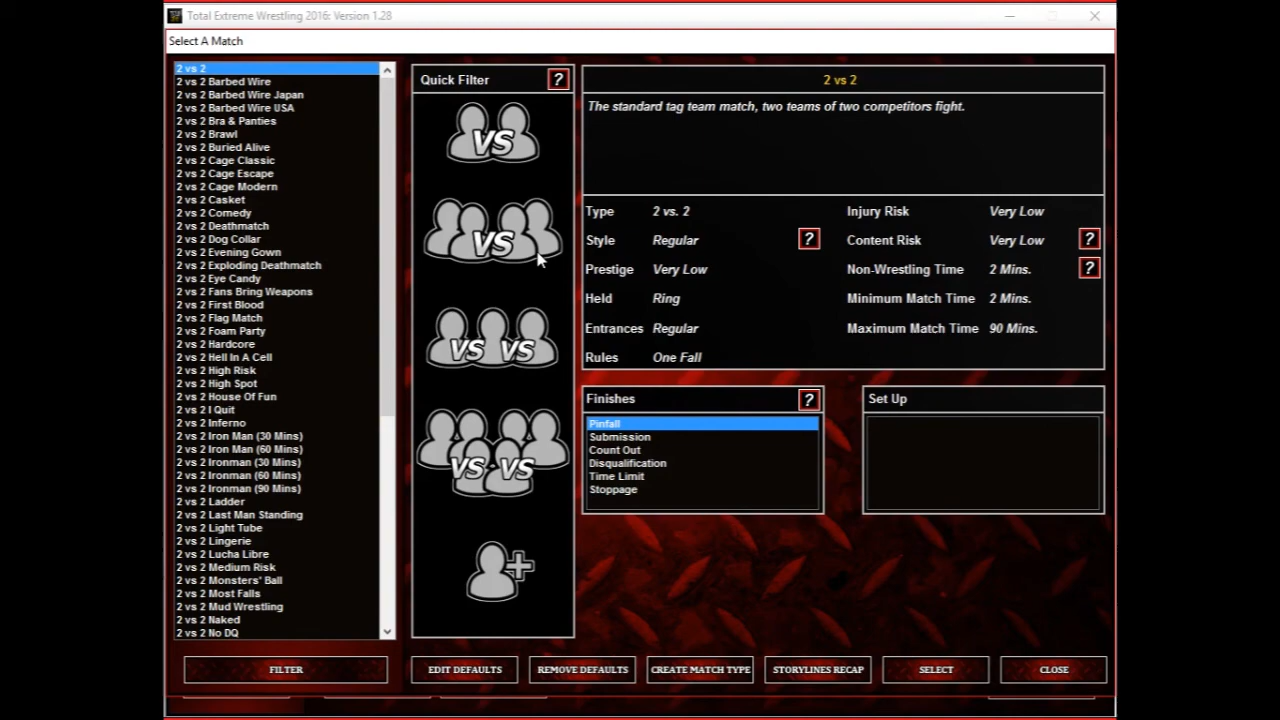 Total Extreme Wrestling 2016: Version 1.28
Select A Match
2 vs 2
2 vs 2 Barbed Wire
2 vs 2 Barbed Wire Japan
2 vs 2 Barbed Wire USA
2 vs 2 Bra & Panties
2 vs 2 Brawl
2 vs 2 Buried Alive
2 vs 2 Cage Classic
2 vs 2 Cage Escape
2 vs 2 Cage Modern
2 vs 2 Casket
2 vs 2 Comedy
2 vs 2 Deathmatch
2 vs 2 Dog Collar
2 vs 2 Evening Gown
2 vs 2 Exploding Deathmatch
2 vs 2 Eye Candy
2 vs 2 Fans Bring Weapons
2 vs 2 First Blood
2 vs 2 Flag Match
2 vs 2 Foam Party
2 vs 2 Hardcore
2 vs 2 Hell In A Cell
2 vs 2 High Risk
2 vs 2 High Spot
2 vs 2 House Of Fun
2 vs 2 I Quit
2 vs 2 Inferno
2 vs 2 Iron Man (30 Mins)
2 vs 2 Iron Man (60 Mins)
2 vs 2 Ironman (30 Mins)
2 vs 2 Ironman (60 Mins)
2 vs 2 Ironman (90 Mins)
2 vs 2 Ladder
2 vs 2 Last Man Standing
2 vs 2 Light Tube
2 vs 2 Lingerie
2 vs 2 Lucha Libre
2 vs 2 Medium Risk
2 vs 2 Monsters' Ball
2 vs 2 Most Falls
2 vs 2 Mud Wrestling
2 vs 2 Naked
2 vs 2 No DQ
FILTER
Quick Filter ?
VS
VS
VS VS
VS VS
2 vs 2
The standard tag team match, two teams of two competitors fight.
Type 2 vs. 2 Injury Risk Very Low
Style Regular ? Content Risk Very Low ?
Prestige Very Low Non-Wrestling Time 2 Mins. ?
Held Ring Minimum Match Time 2 Mins.
Entrances Regular Maximum Match Time 90 Mins.
Rules One Fall
Finishes ?
Pinfall
Submission
Count Out
Disqualification
Time Limit
Stoppage
Set Up
EDIT DEFAULTS REMOVE DEFAULTS CREATE MATCH TYPE STORYLINES RECAP SELECT CLOSE